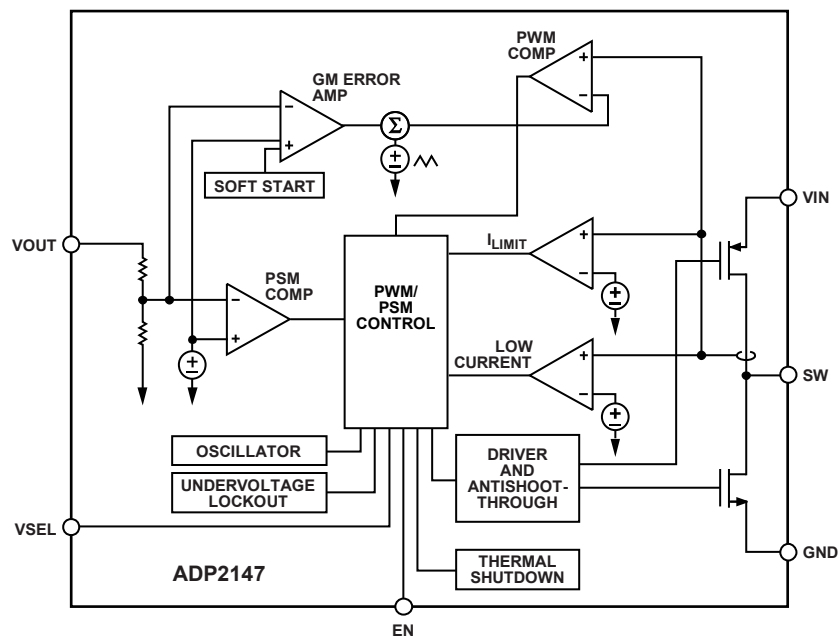 PWM
COMP
GM ERROR
AMP
+
−
−
+
Σ
+
−
SOFT START
VIN
VOUT
ILIMIT
+
−
+
−
PSM
COMP
−
+
+
−
PWM/
PSM
CONTROL
LOW
CURRENT
+
−
+
−
SW
OSCILLATOR
UNDERVOLTAGE
LOCKOUT
DRIVER
AND
ANTISHOOT-
THROUGH
VSEL
THERMAL
SHUTDOWN
GND
ADP2147
EN